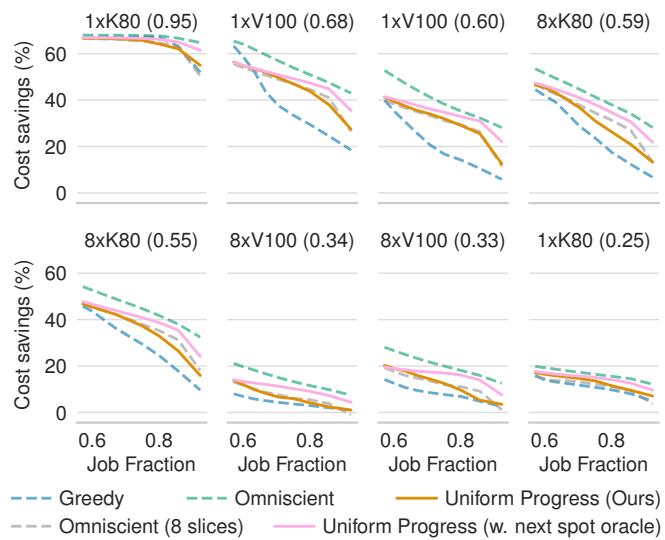 1xK80 (0.95) 1xV100 (0.68) 1xV100 (0.60) 8xK80 (0.59)
Cost savings (%)
60
40
20
0
8xK80 (0.55) 8xV100 (0.34) 8xV100 (0.33) 1xK80 (0.25)
Cost savings (%)
60
40
20
0
0.6 0.8 0.6 0.8 0.6 0.8 0.6 0.8
Job Fraction Job Fraction Job Fraction Job Fraction
Greedy Omniscient Uniform Progress (Ours)
Omniscient (8 slices) Uniform Progress (w. next spot oracle)